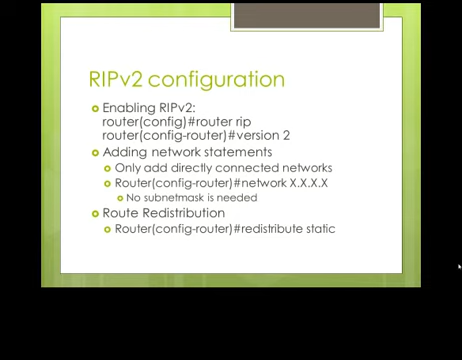 RIPv2 configuration
Enabling RIPv2:
router(config)#router rip
router(config-router)#version 2
Adding network statements
Only add directly connected networks
Router(config-router)#network X.X.X.X
No subnetmask is needed
Route Redistribution
Router(config-router)#redistribute static